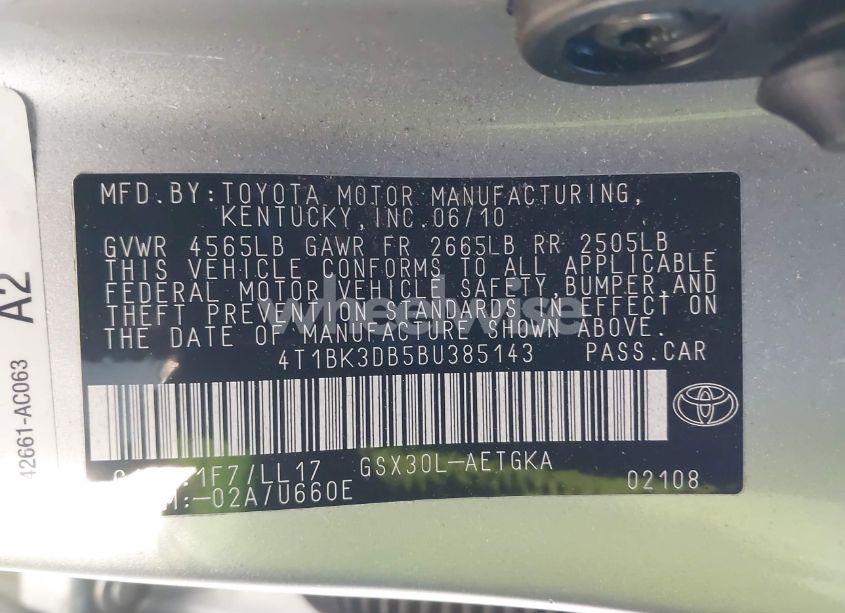 MFD.BY:TOYOTA MOTOR MANUFACTURING,
KENTUCKY,INC.06/10
GVWR 4565LB GAWR FR 2665LB RR 2505LB
THIS VEHICLE CONFORMS TO ALL APPLICABLE
FEDERAL MOTOR VEHICLE SAFETY,BUMPER,AND
THEFT PREVENTION STANDARDS IN EFFECT ON
THE DATE OF MANUFACTURE SHOWN ABOVE.
4T1BK3DB5BU385143 PASS.CAR
1F7/LL17 GSX30L-AETGKA
-02A/U660E 02108
A2
42661-AC063
wheelwise